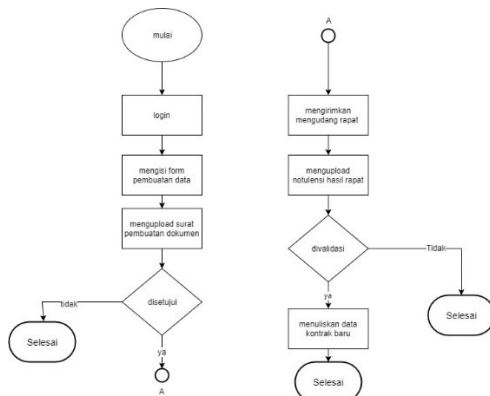 mulai
login
mengisi form
pembuatan data
mengupload surat
pembuatan dokumen
disetujui
tidak
Selesai
ya
A
A
mengirimkan
mengudang rapat
mengupload
notulensi hasil rapat
divalidasi
Tidak
Selesai
ya
menuliskan data
kontrak baru
Selesai